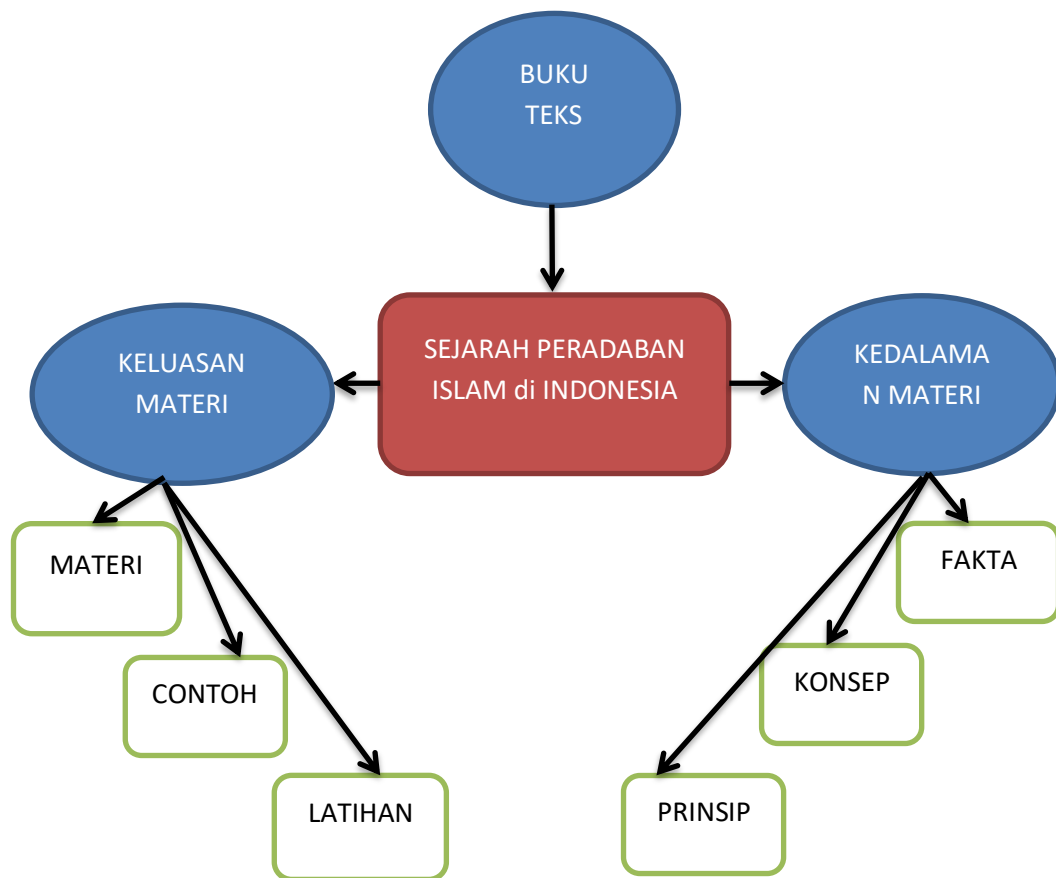 BUKU
TEKS
SEJARAH PERADABAN
ISLAM di INDONESIA
KELUASAN
MATERI
KEDALAMA
N MATERI
MATERI
FAKTA
CONTOH
KONSEP
LATIHAN
PRINSIP